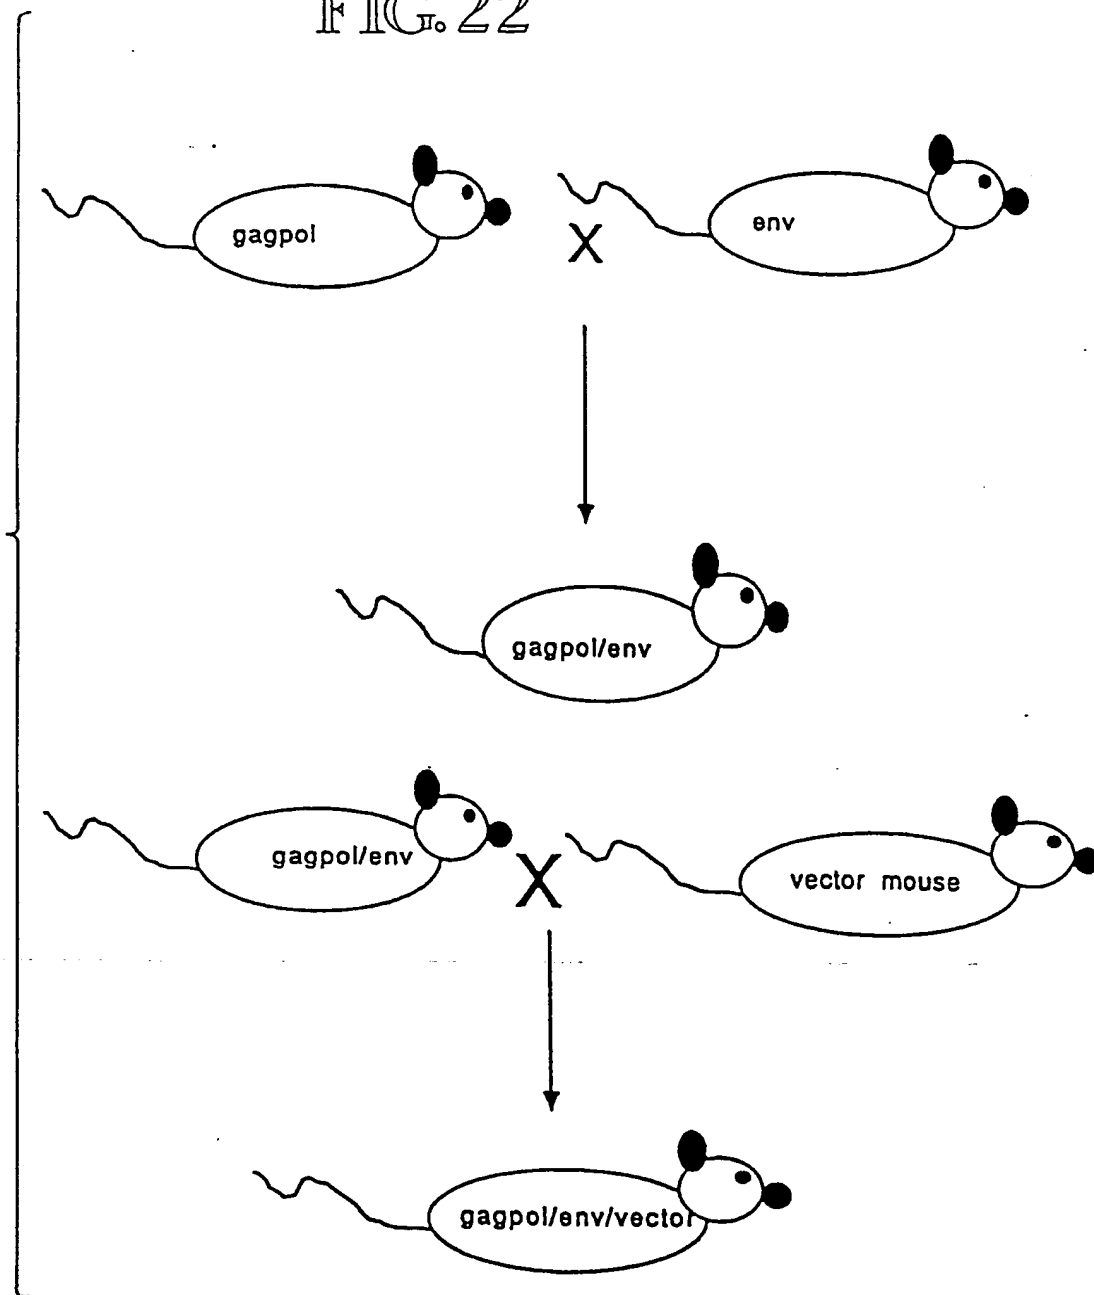 FIG. 22
gagpol
X
env
gagpol/env
gagpol/env
X
vector mouse
gagpol/env/vector